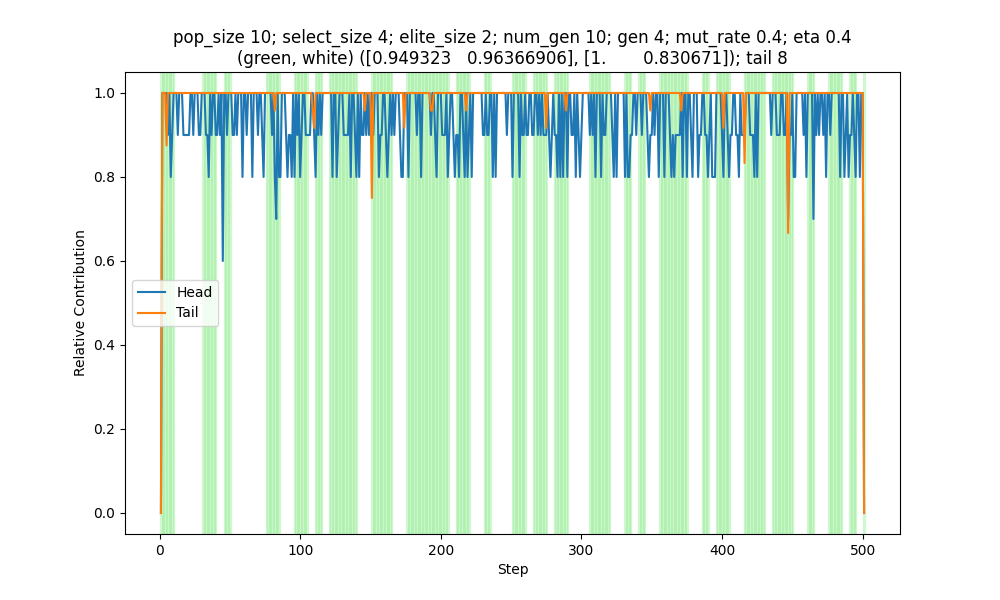 pop_size 10; select_size 4; elite_size 2; num_gen 10; gen 4; mut_rate 0.4; eta 0.4
(green, white) ([0.949323   0.96366906], [1.       0.830671]); tail 8
1.0
0.8
0.6
0.4
0.2
0.0
Relative Contribution
Head
Tail
0
100
200
300
400
500
Step